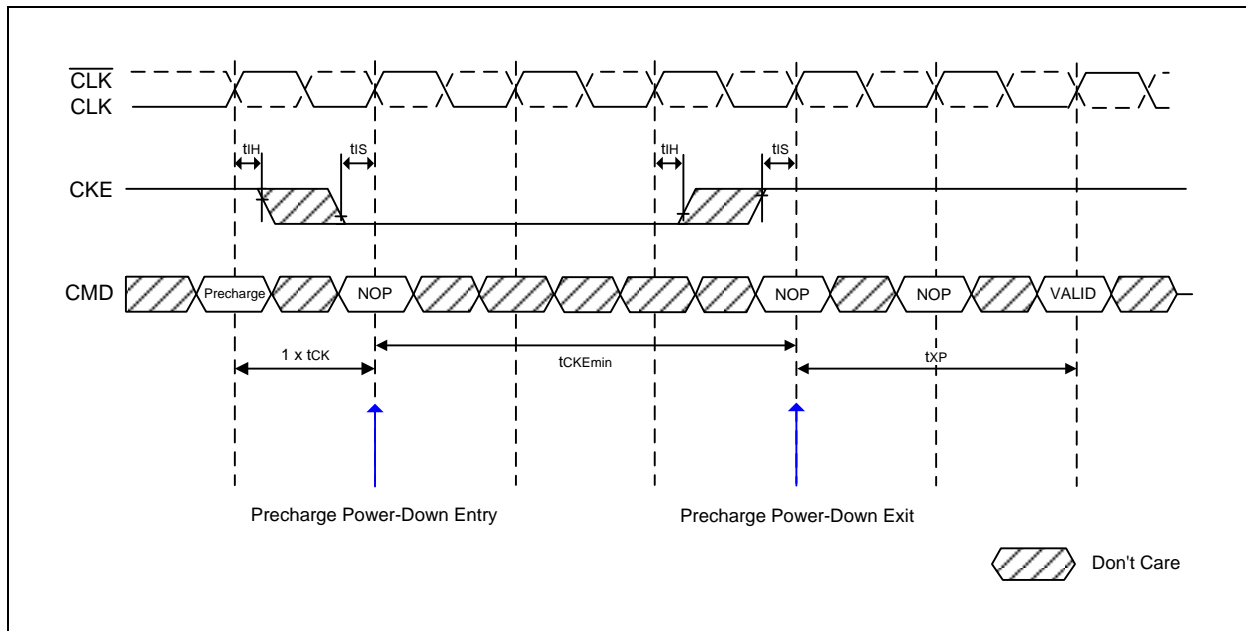 CLK
CLK
tIH
tIS
tIH
tIS
CKE
CMD
Precharge
NOP
NOP
NOP
VALID
1 x tCK
tCKEmin
tXP
Precharge Power-Down Entry
Precharge Power-Down Exit
Don't Care